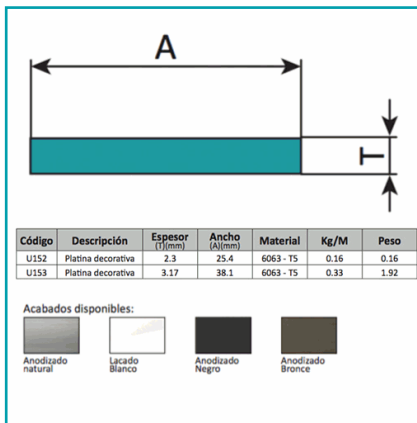 A
T
Código Descripción Espesor (T)(mm) Ancho (A)(mm) Material Kg/M Peso
U152 Platina decorativa 2.3 25.4 6063 - T5 0.16 0.16
U153 Platina decorativa 3.17 38.1 6063 - T5 0.33 1.92
Acabados disponibles:
Anodizado natural
Lacado Blanco
Anodizado Negro
Anodizado Bronce